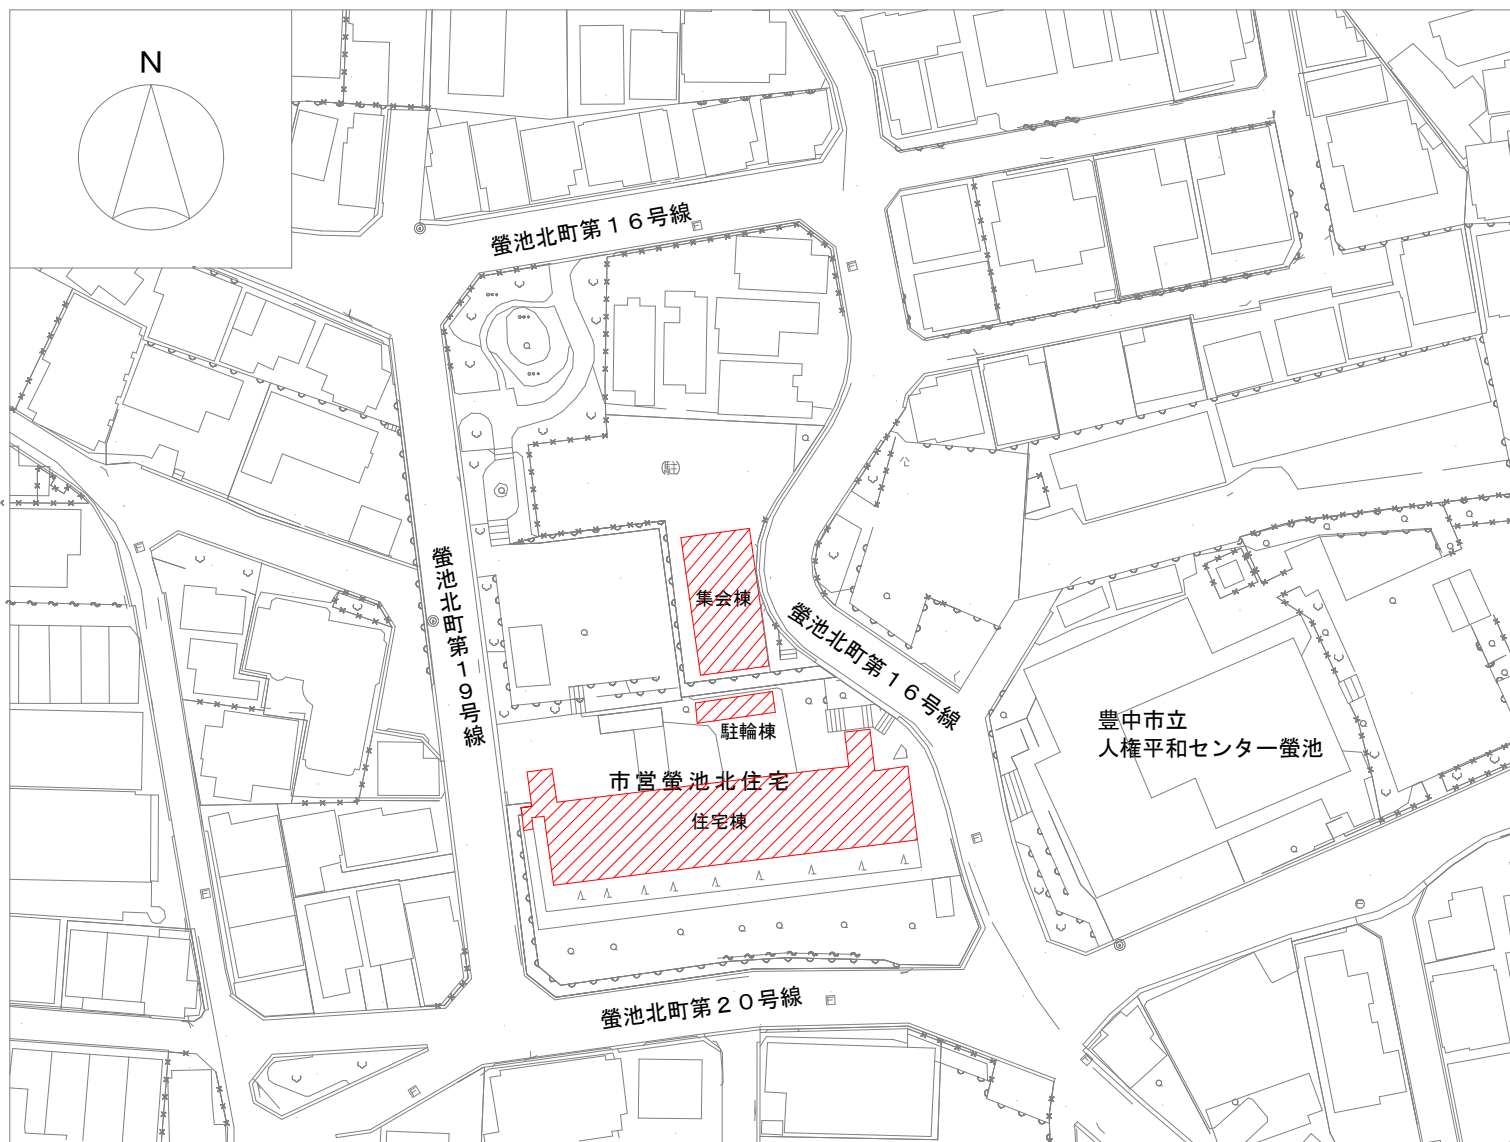 N
螢池北町第１６号線
(駐)
螢池北町第１９号線
集会棟
螢池北町第１６号線
駐輪棟
豊中市立
人権平和センター螢池
市営螢池北住宅
住宅棟
螢池北町第２０号線